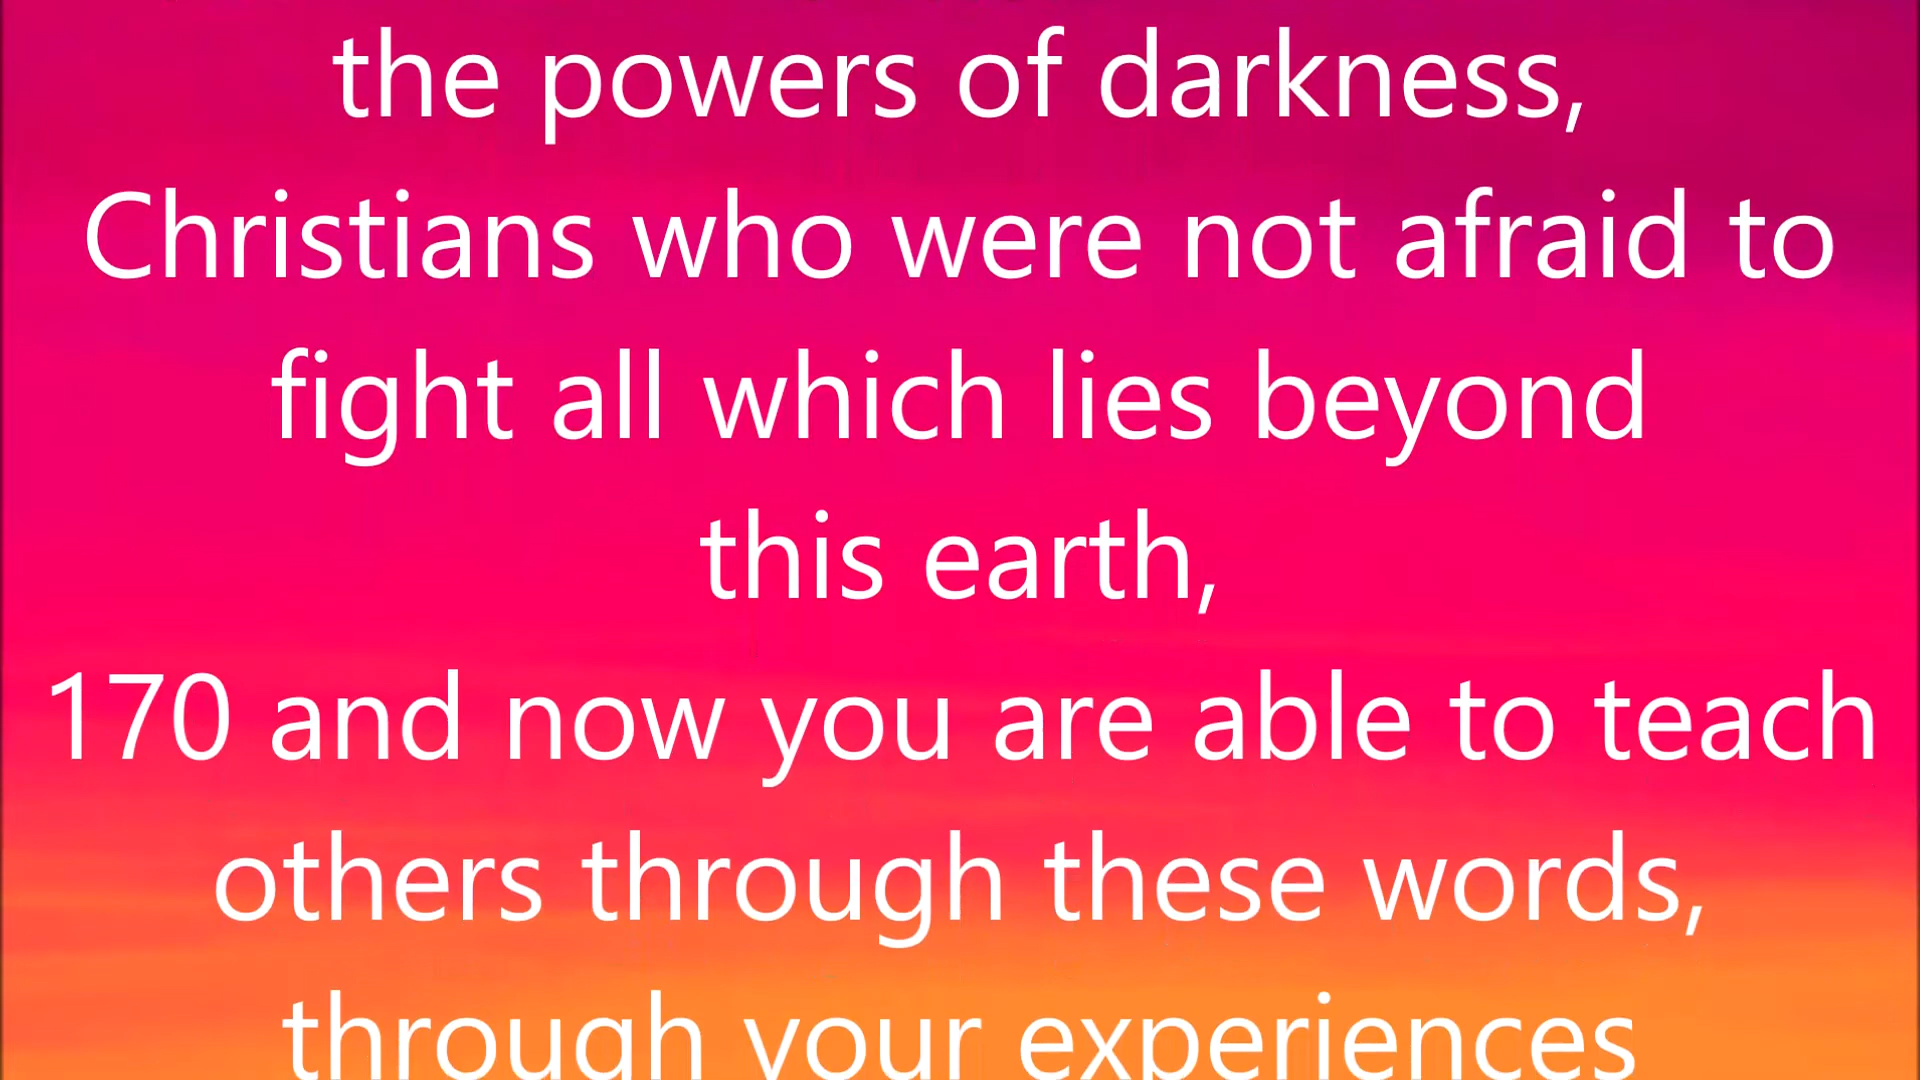 the powers of darkness,
Christians who were not afraid to
fight all which lies beyond
this earth,
170 and now you are able to teach
others through these words,
through your experiences